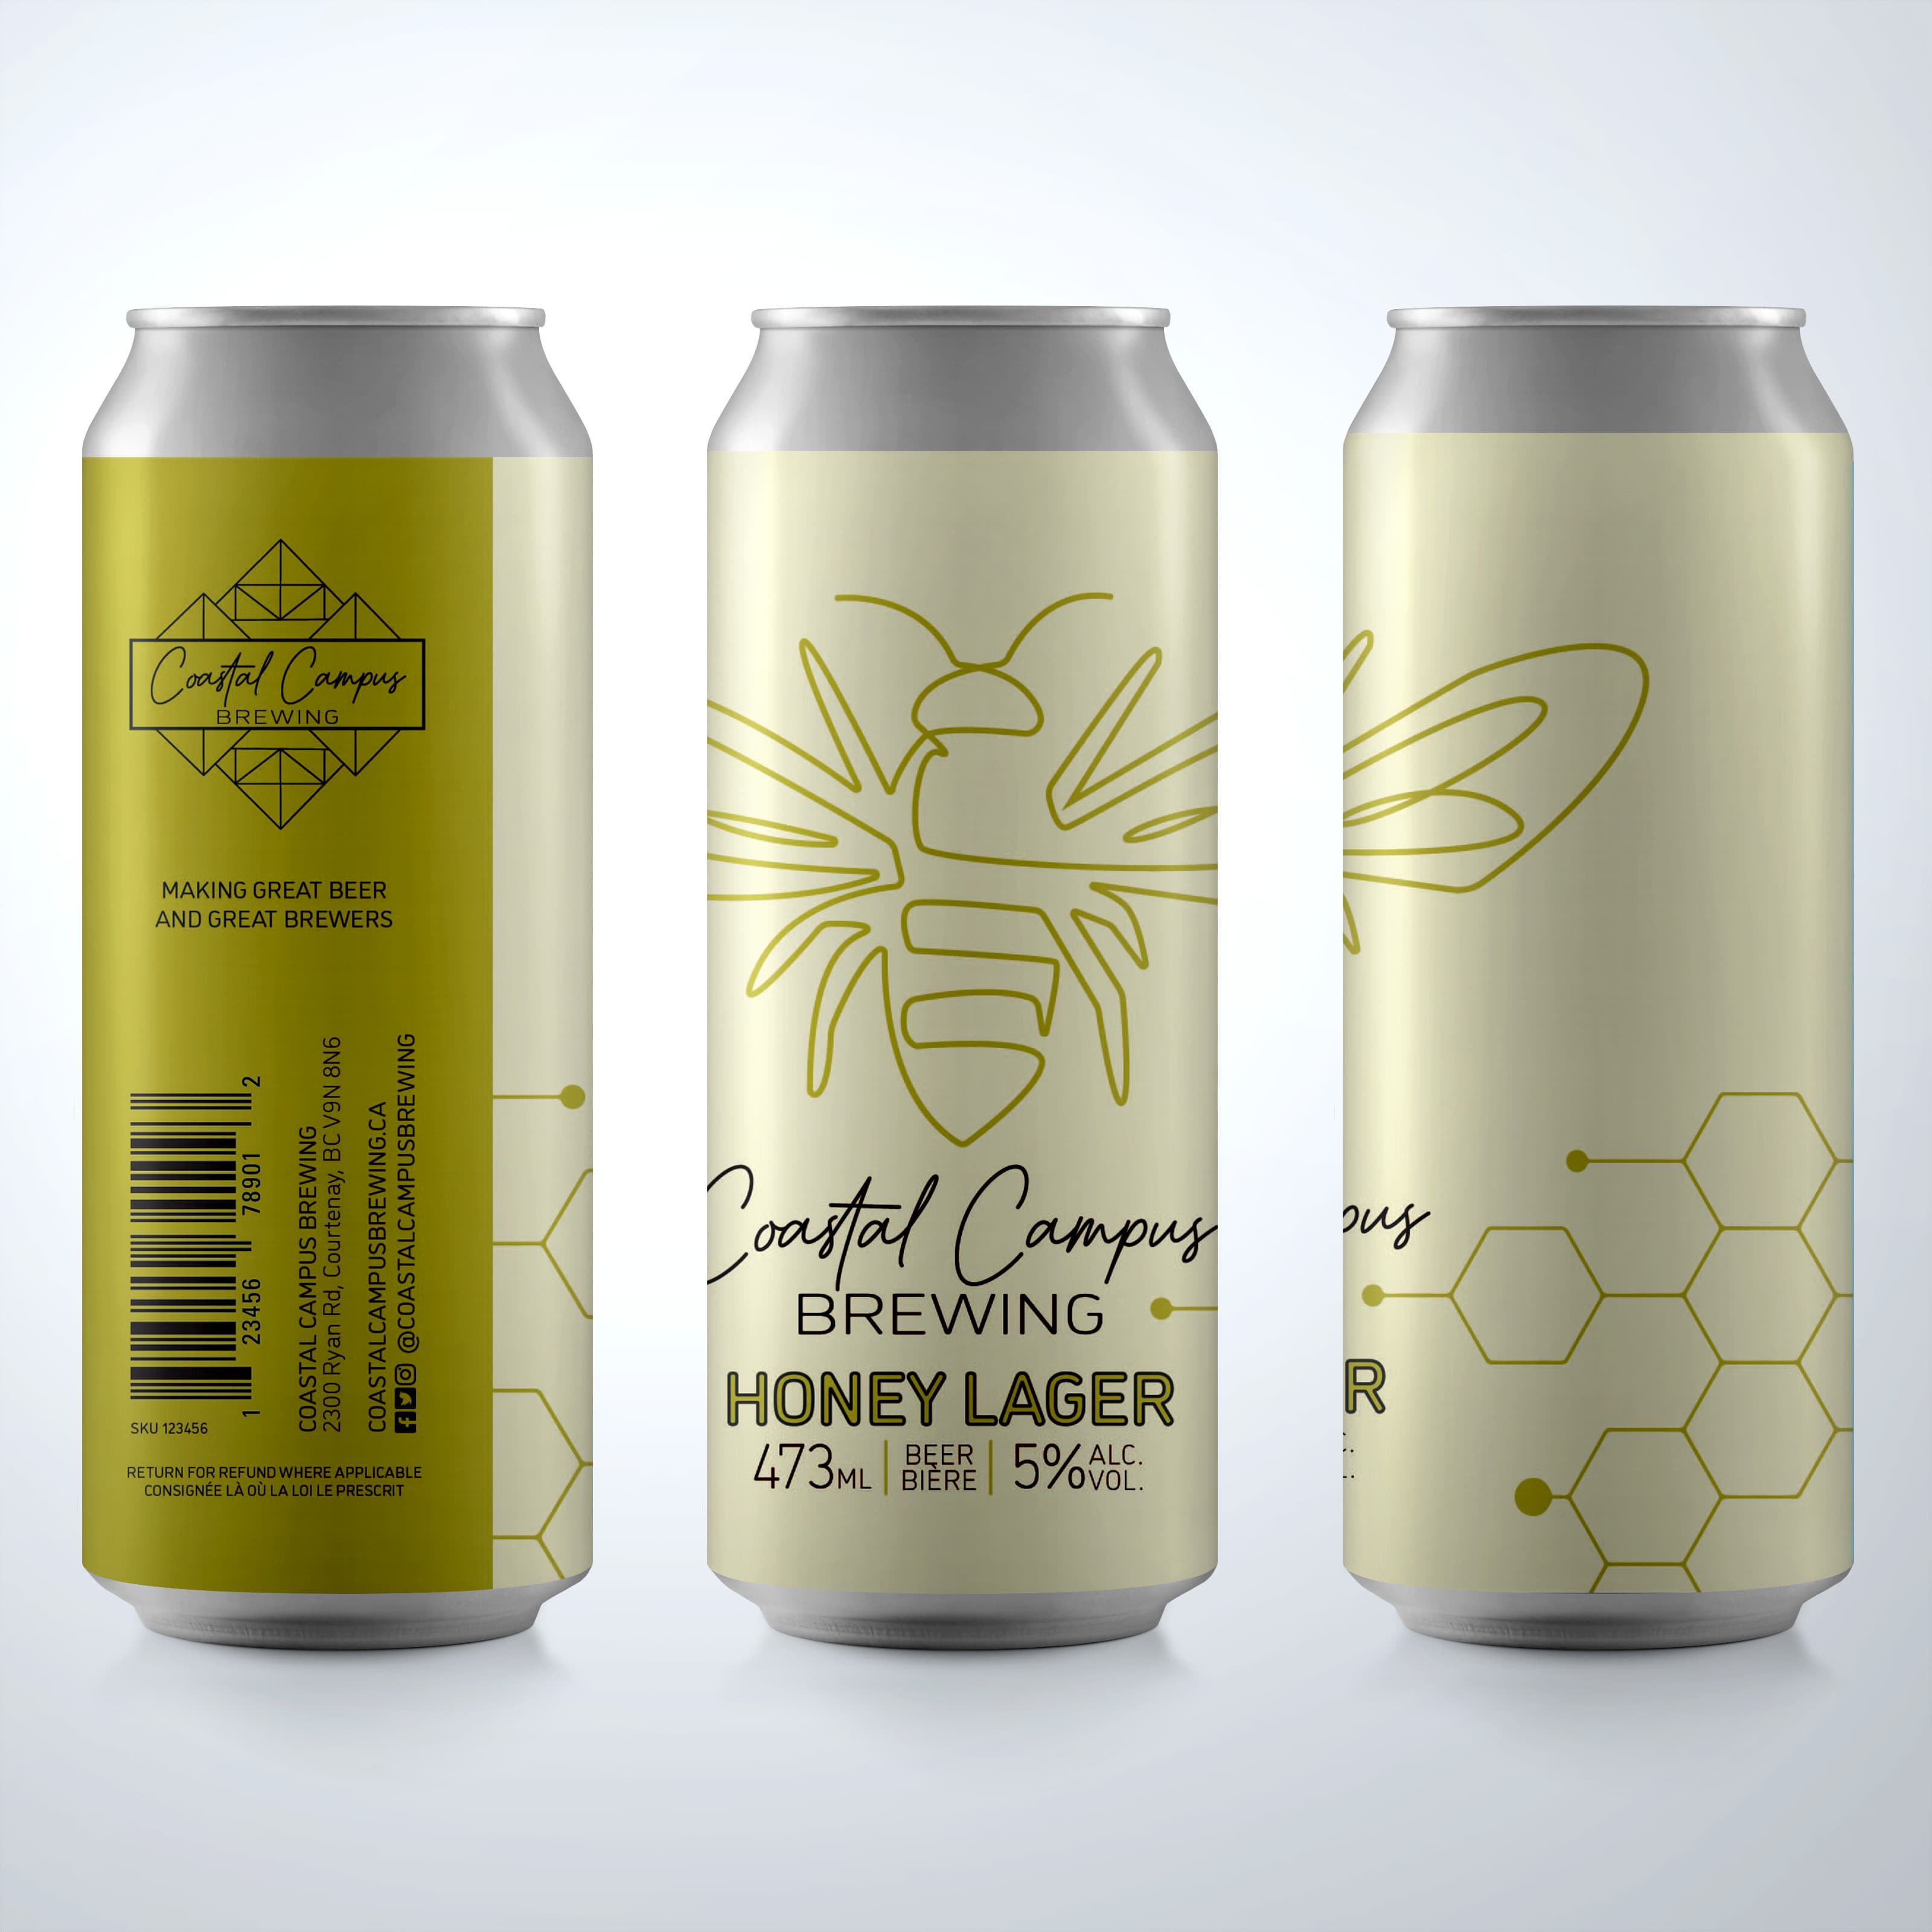 Coastal Campus
BREWING
MAKING GREAT BEER
AND GREAT BREWERS
1 23456 78901 2
SKU 123456
COASTAL CAMPUS BREWING
2300 Ryan Rd, Courtenay, BC V9N 8N6
COASTALCAMPUSBREWING.CA
@COASTALCAMPUSBREWING
RETURN FOR REFUND WHERE APPLICABLE
CONSIGNÉE LÀ OÙ LA LOI LE PRESCRIT
Coastal Campus
BREWING
HONEY LAGER
473ML | BEER BIÈRE | 5% ALC. VOL.
pus
R